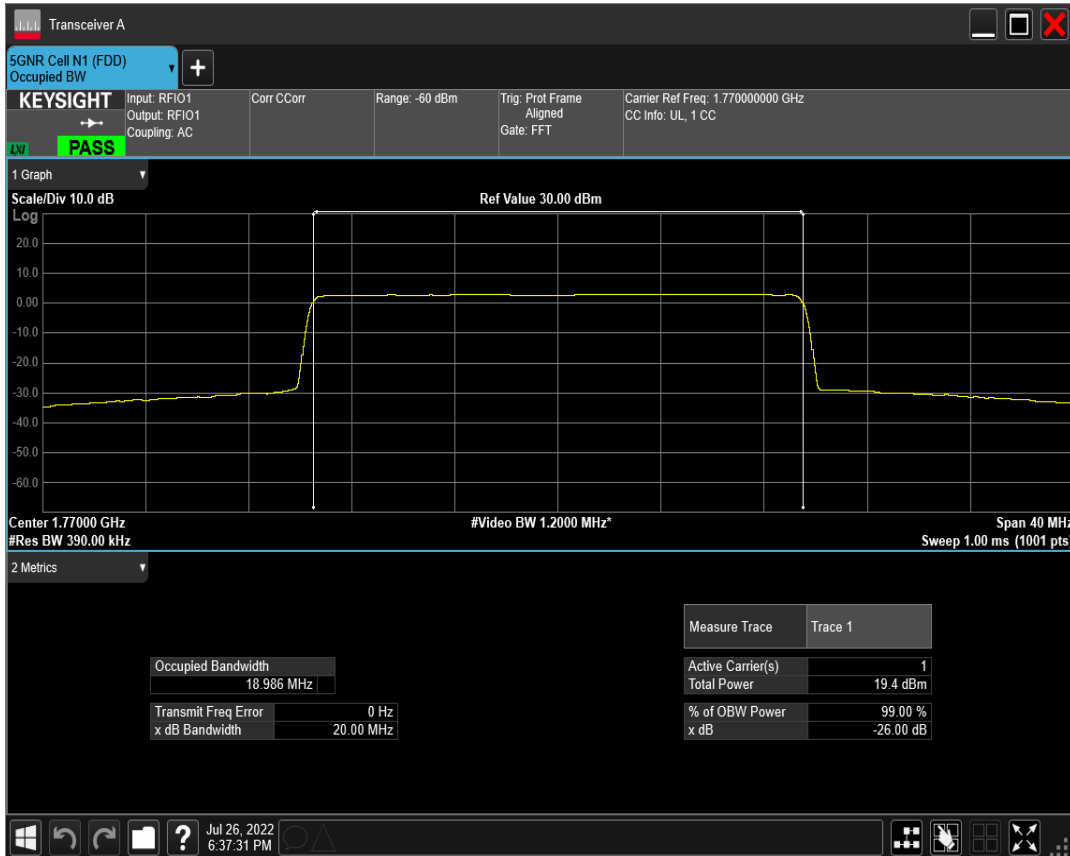 Transceiver A
5GNR Cell N1 (FDD)
Occupied BW
+
KEYSIGHT
LXI
PASS
Input: RFIO1
Output: RFIO1
Coupling: AC
Corr CCorr
Range: -60 dBm
Trig: Prot Frame
Aligned
Gate: FFT
Carrier Ref Freq: 1.770000000 GHz
CC Info: UL, 1 CC
1 Graph
Scale/Div 10.0 dB
Ref Value 30.00 dBm
Log
20.0
10.0
0.00
-10.0
-20.0
-30.0
-40.0
-50.0
-60.0
Center 1.77000 GHz
#Video BW 1.2000 MHz*
Span 40 MHz
#Res BW 390.00 kHz
Sweep 1.00 ms (1001 pts)
2 Metrics
Measure Trace Trace 1
Occupied Bandwidth
18.986 MHz
Active Carrier(s) 1
Total Power 19.4 dBm
Transmit Freq Error 0 Hz
x dB Bandwidth 20.00 MHz
% of OBW Power 99.00 %
x dB -26.00 dB
?
Jul 26, 2022
6:37:31 PM